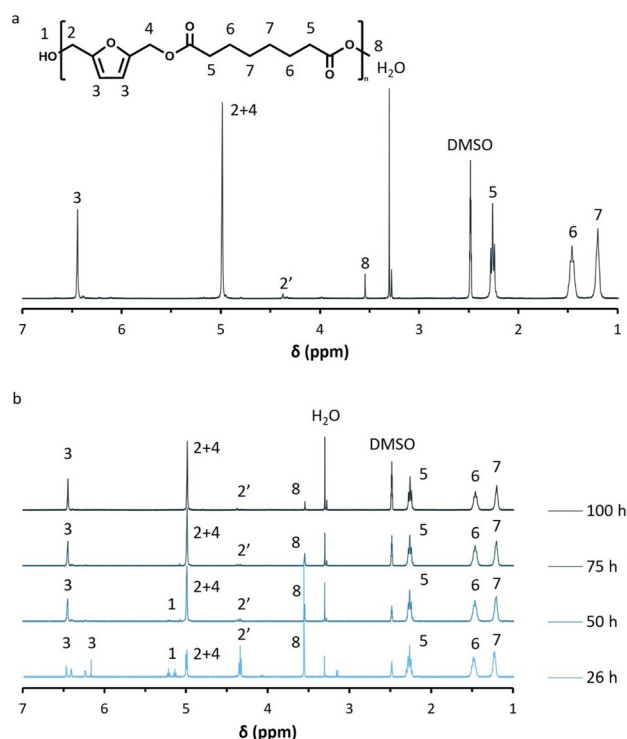 a
1 2 4 6 7 5 8
HO O O O O O n
3 3 5 7 6
H₂O
DMSO
3 2+4 2' 8 5 6 7
7 6 5 4 3 2 1
δ (ppm)
b
H₂O
DMSO
3 2+4 2' 8 5 6 7 100 h
3 2+4 2' 8 5 6 7 75 h
3 1 2+4 2' 8 5 6 7 50 h
3 3 1 2+4 2' 8 5 6 7 26 h
7 6 5 4 3 2 1
δ (ppm)